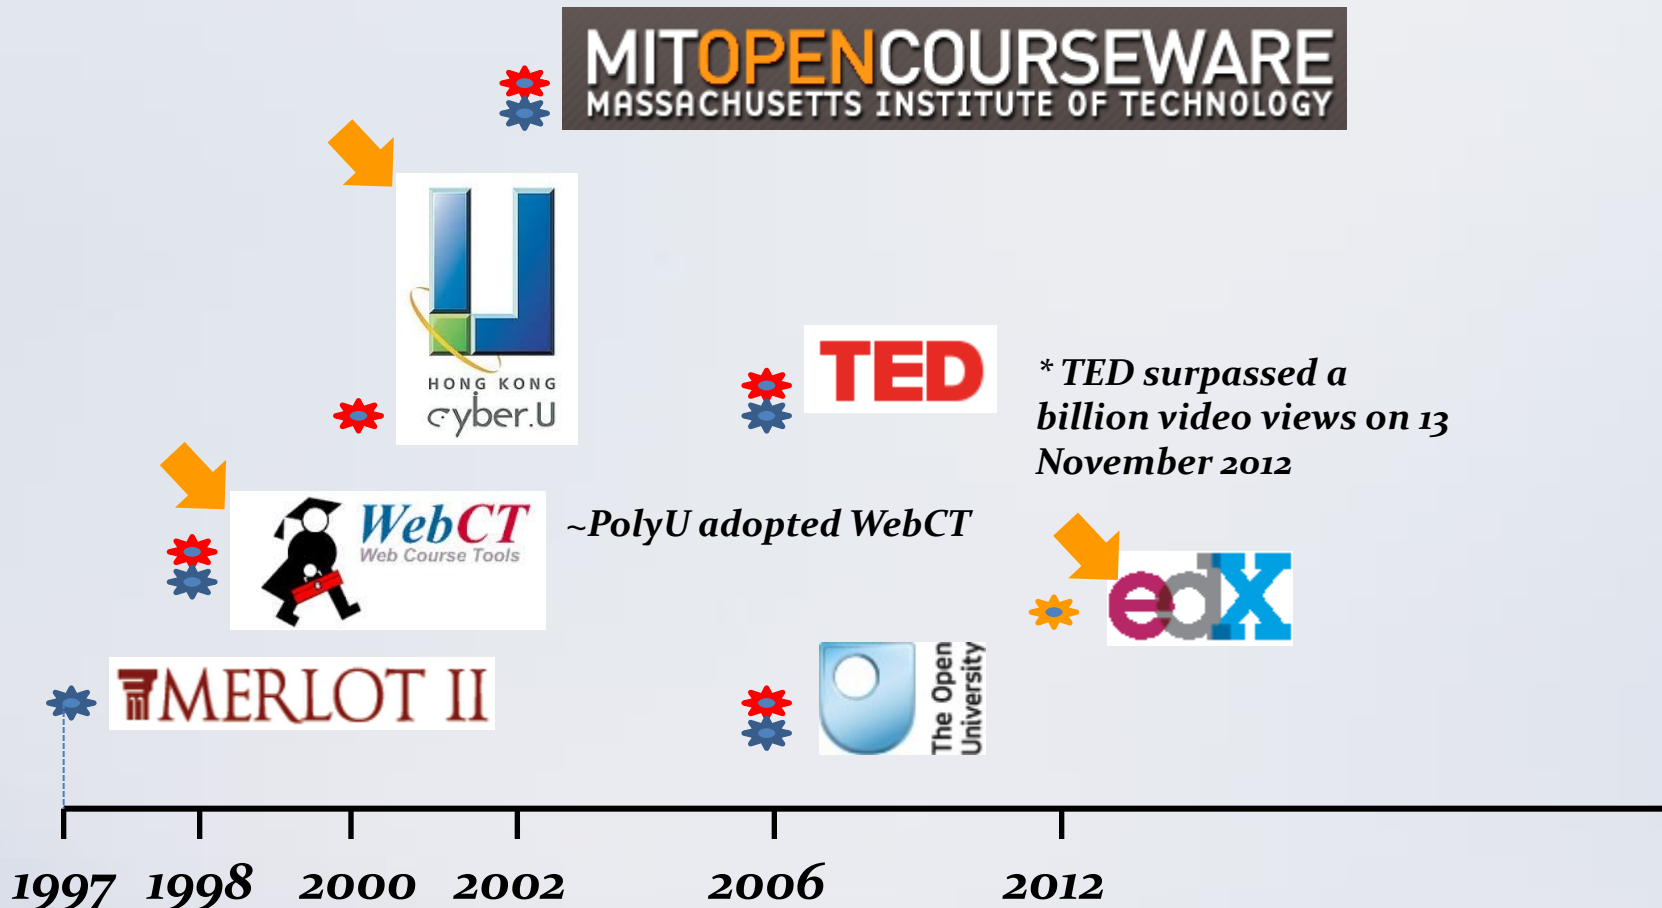 MITOPENCOURSEWARE
MASSACHUSETTS INSTITUTE OF TECHNOLOGY
HONG KONG
cyber.U
TED
* TED surpassed a
billion video views on 13
November 2012
WebCT
Web Course Tools
~PolyU adopted WebCT
edX
MERLOT II
The Open
University
1997 1998 2000 2002 2006 2012